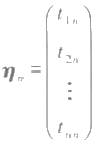 η_n ≡ ( t_{1n}
t_{2n}
⋮
t_{nn} )